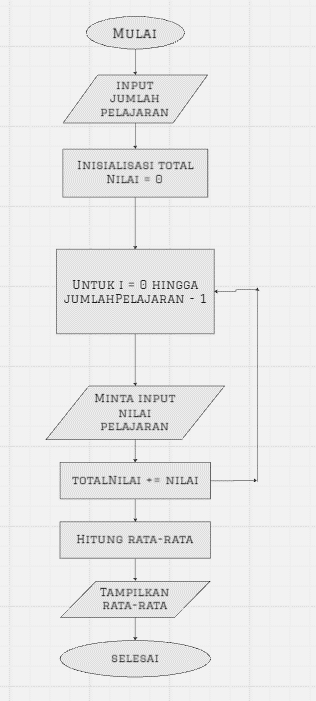 Mulai
INPUT
JUMLAH
PELAJARAN
Inisialisasi total
Nilai = 0
Untuk i = 0 hingga
jumlahPelajaran - 1
Minta input
nilai
pelajaran
totalNilai += nilai
Hitung rata-rata
Tampilkan
rata-rata
selesai